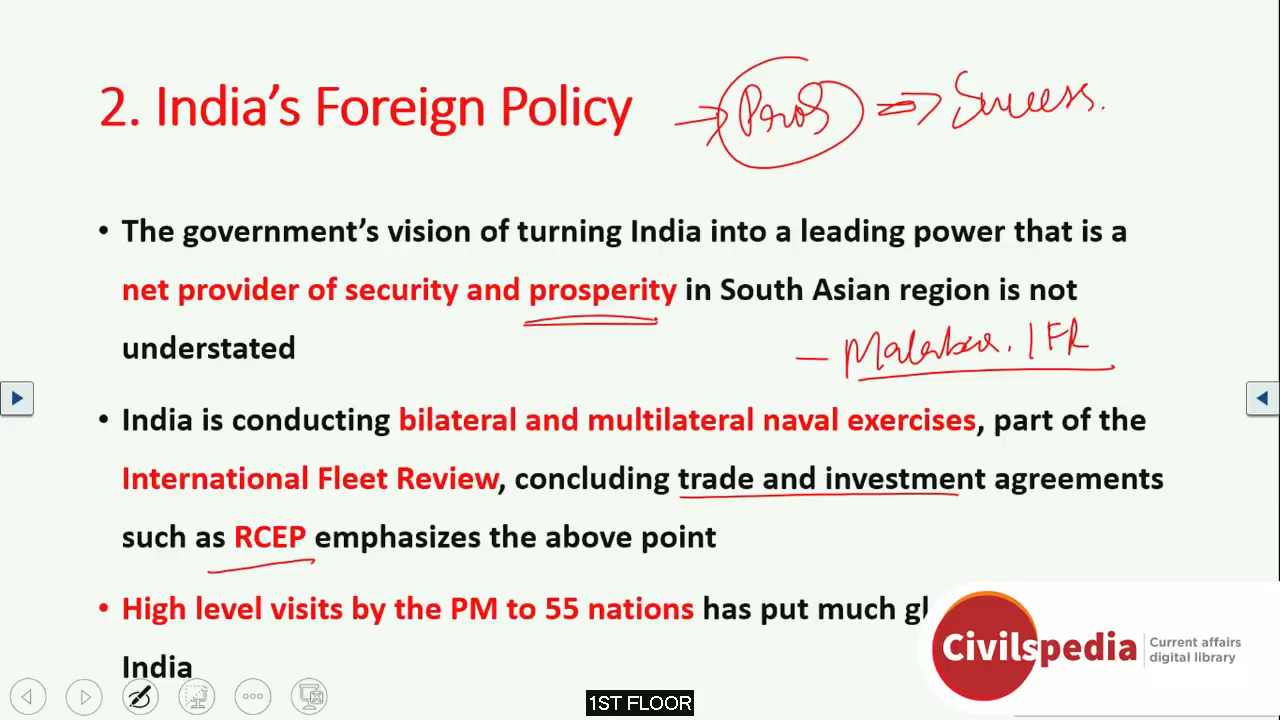 2. India's Foreign Policy → Pros ⇒ Success.
• The government's vision of turning India into a leading power that is a
net provider of security and prosperity in South Asian region is not
understated
– Malabar. IFR
• India is conducting bilateral and multilateral naval exercises, part of the
International Fleet Review, concluding trade and investment agreements
such as RCEP emphasizes the above point
• High level visits by the PM to 55 nations has put much
India
Civilspedia
Current affairs
digital library
1ST FLOOR